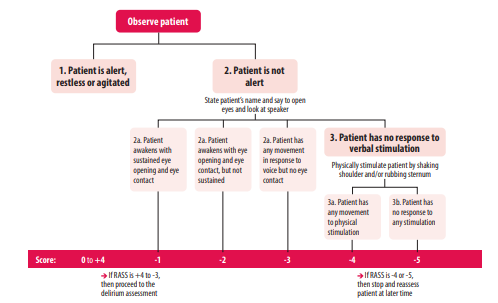 Observe patient
1. Patient is alert,
restless or agitated
2. Patient is not
alert
State patient's name and say to open
eyes and look at speaker
2a. Patient
awakens with
sustained eye
opening and eye
contact
2a. Patient
awakens with eye
opening and eye
contact, but not
sustained
2a. Patient has
any movement
in response to
voice but no eye
contact
3. Patient has no response to
verbal stimulation
Physically stimulate patient by shaking
shoulder and/or rubbing sternum
3a. Patient has
any movement
to physical
stimulation
3b. Patient has
no response to
any stimulation
Score: 0 to +4 -1 -2 -3 -4 -5
→ If RASS is +4 to -3,
then proceed to the
delirium assessment
→ If RASS is -4 or -5,
then stop and reassess
patient at later time